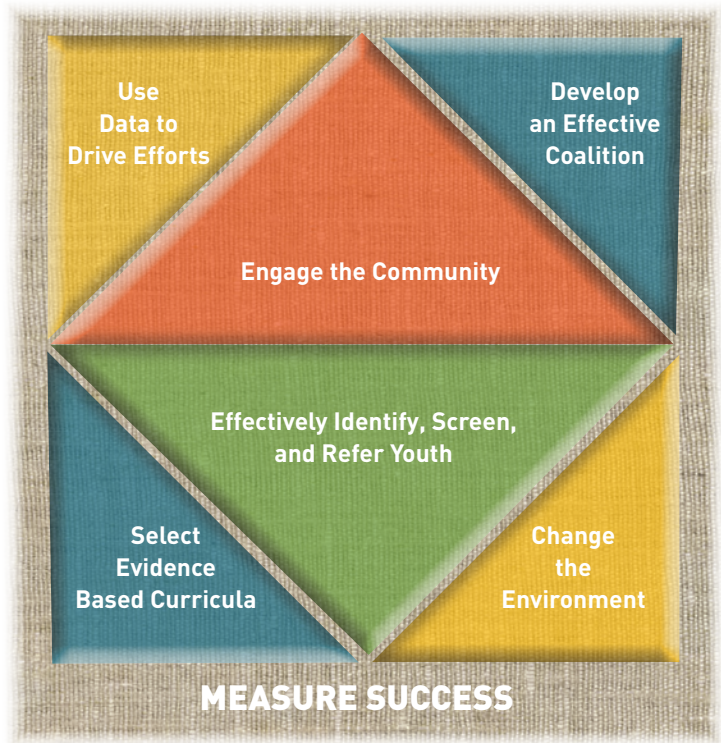 Use
Data to
Drive Efforts
Develop
an Effective
Coalition
Engage the Community
Effectively Identify, Screen,
and Refer Youth
Select
Evidence
Based Curricula
Change
the
Environment
MEASURE SUCCESS